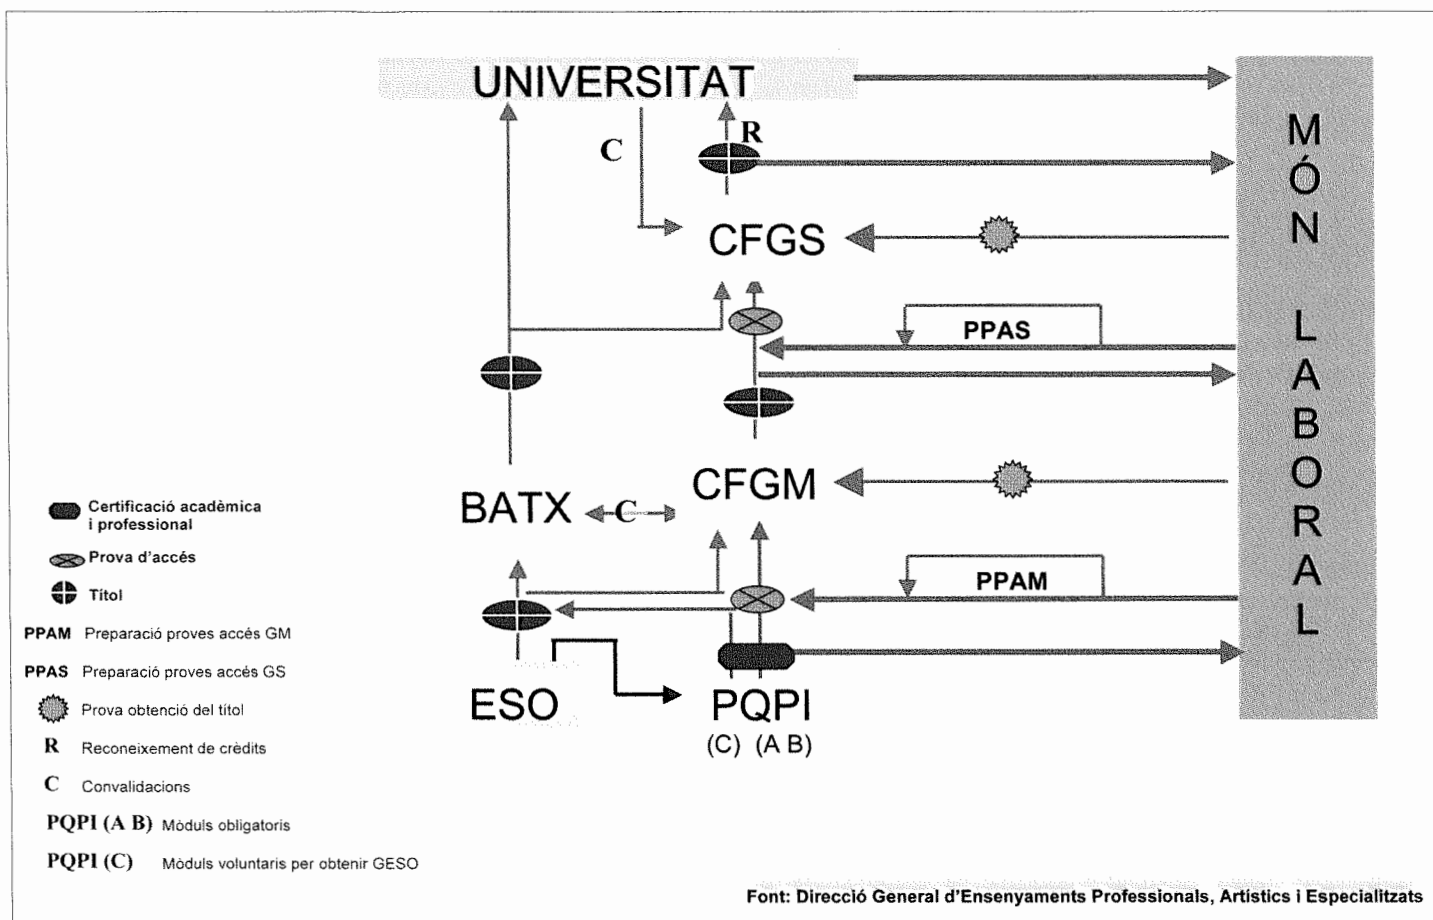 UNIVERSITAT
R
C
CFGS
PPAS
CFGM
BATX
C
PPAM
ESO
PQPI
(C) (A B)
MÓN LABORAL
Certificació acadèmica
i professional
Prova d'accés
Títol
PPAM Preparació proves accés GM
PPAS Preparació proves accés GS
Prova obtenció del títol
R Reconeixement de crèdits
C Convalidacions
PQPI (A B) Mòduls obligatoris
PQPI (C) Mòduls voluntaris per obtenir GESO
Font: Direcció General d'Ensenyaments Professionals, Artístics i Especialitzats